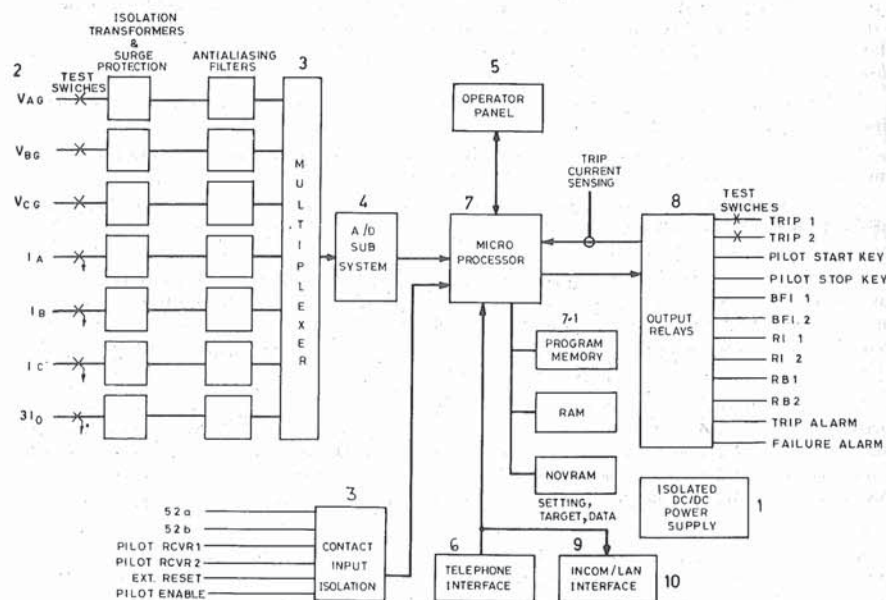 ISOLATION
TRANSFORMERS
&
SURGE
PROTECTION
ANTIALIASING
FILTERS
3
2
TEST
SWICHES
VAG
VBG
VCG
IA
IB
IC
3I0
MULTIPLEXER
4
A/D
SUB
SYSTEM
5
OPERATOR
PANEL
7
MICRO
PROCESSOR
TRIP
CURRENT
SENSING
8
OUTPUT
RELAYS
TEST
SWICHES
TRIP 1
TRIP 2
PILOT START KEY
PILOT STOP KEY
BFI 1
BFI 2
RI 1
RI 2
RB1
RB2
TRIP ALARM
FAILURE ALARM
7.1
PROGRAM
MEMORY
RAM
NOVRAM
SETTING,
TARGET, DATA
ISOLATED
DC/DC
POWER
SUPPLY
1
3
52a
52b
PILOT RCVR1
PILOT RCVR2
EXT. RESET
PILOT ENABLE
CONTACT
INPUT
ISOLATION
6
TELEPHONE
INTERFACE
9
INCOM/LAN
INTERFACE
10